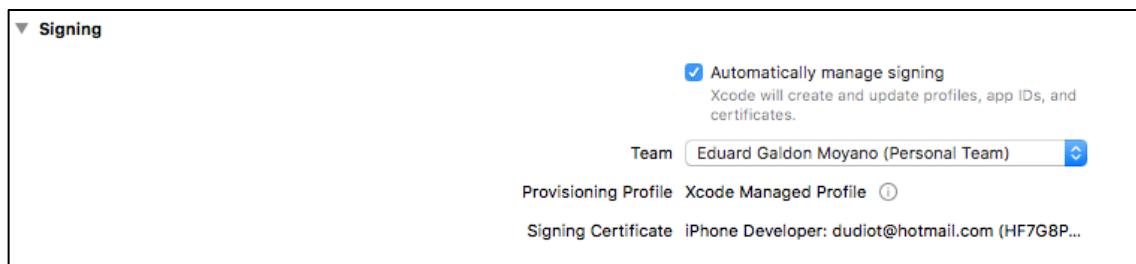 Signing
Automatically manage signing
Xcode will create and update profiles, app IDs, and
certificates.
Team Eduard Galdon Moyano (Personal Team)
Provisioning Profile Xcode Managed Profile
Signing Certificate iPhone Developer: dudiot@hotmail.com (HF7G8P...